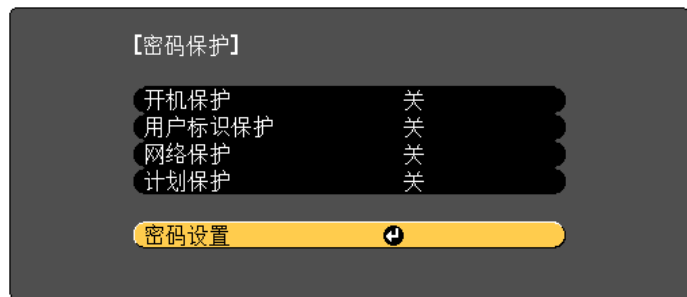 [密码保护]
开机保护 关
用户标识保护 关
网络保护 关
计划保护 关
密码设置